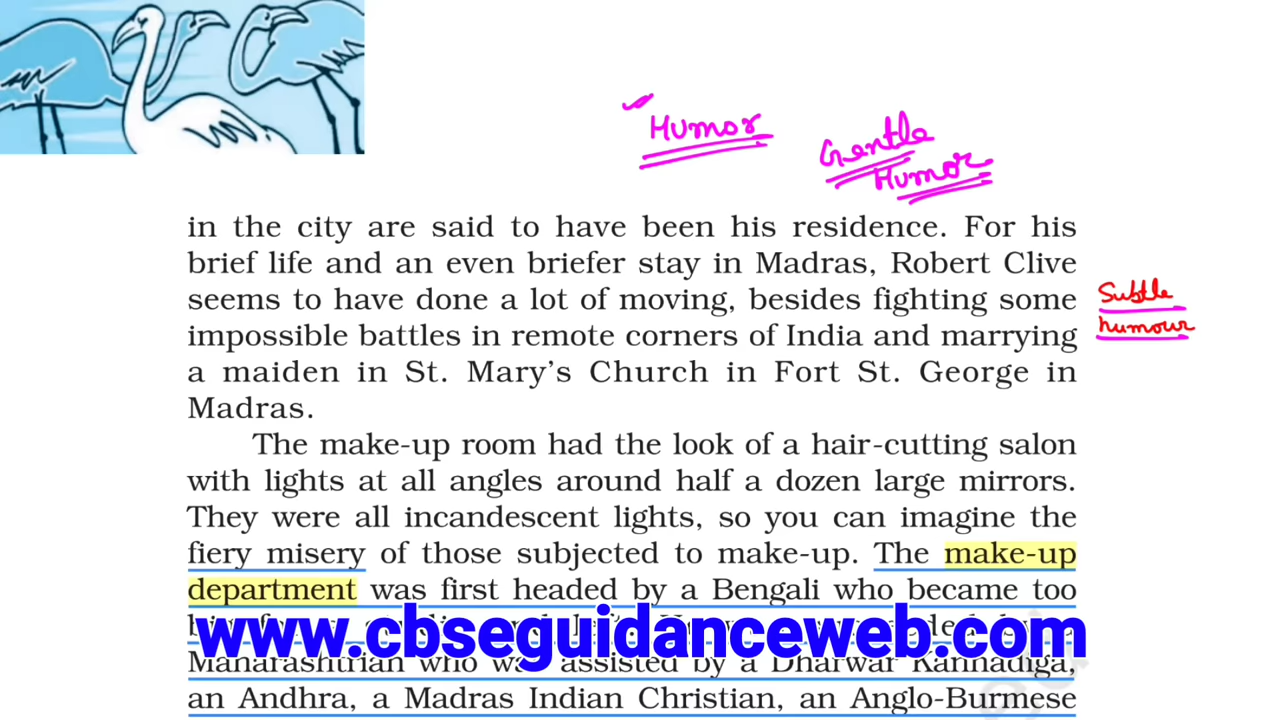 Humor
Gentle
Humor
in the city are said to have been his residence. For his
brief life and an even briefer stay in Madras, Robert Clive
seems to have done a lot of moving, besides fighting some
Subtle
humour
impossible battles in remote corners of India and marrying
a maiden in St. Mary's Church in Fort St. George in
Madras.
The make-up room had the look of a hair-cutting salon
with lights at all angles around half a dozen large mirrors.
They were all incandescent lights, so you can imagine the
fiery misery of those subjected to make-up. The make-up
department was first headed by a Bengali who became too
www.cbseguidanceweb.com
Maharashtrian who was assisted by a Dharwar Kannadiga,
an Andhra, a Madras Indian Christian, an Anglo-Burmese